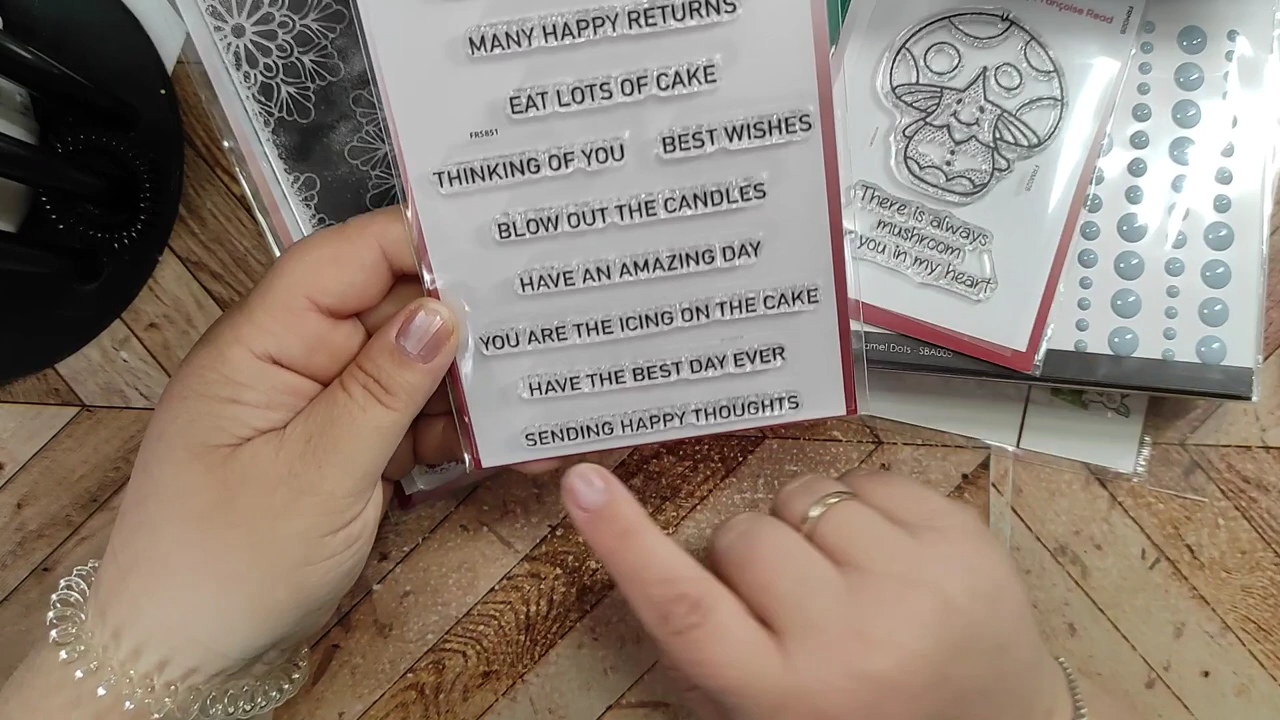 MANY HAPPY RETURNS
EAT LOTS OF CAKE
FRS851
THINKING OF YOU
BEST WISHES
BLOW OUT THE CANDLES
HAVE AN AMAZING DAY
YOU ARE THE ICING ON THE CAKE
HAVE THE BEST DAY EVER
SENDING HAPPY THOUGHTS
Françoise Read
There is always
mushroom
you in my heart
amel Dots - SBA005